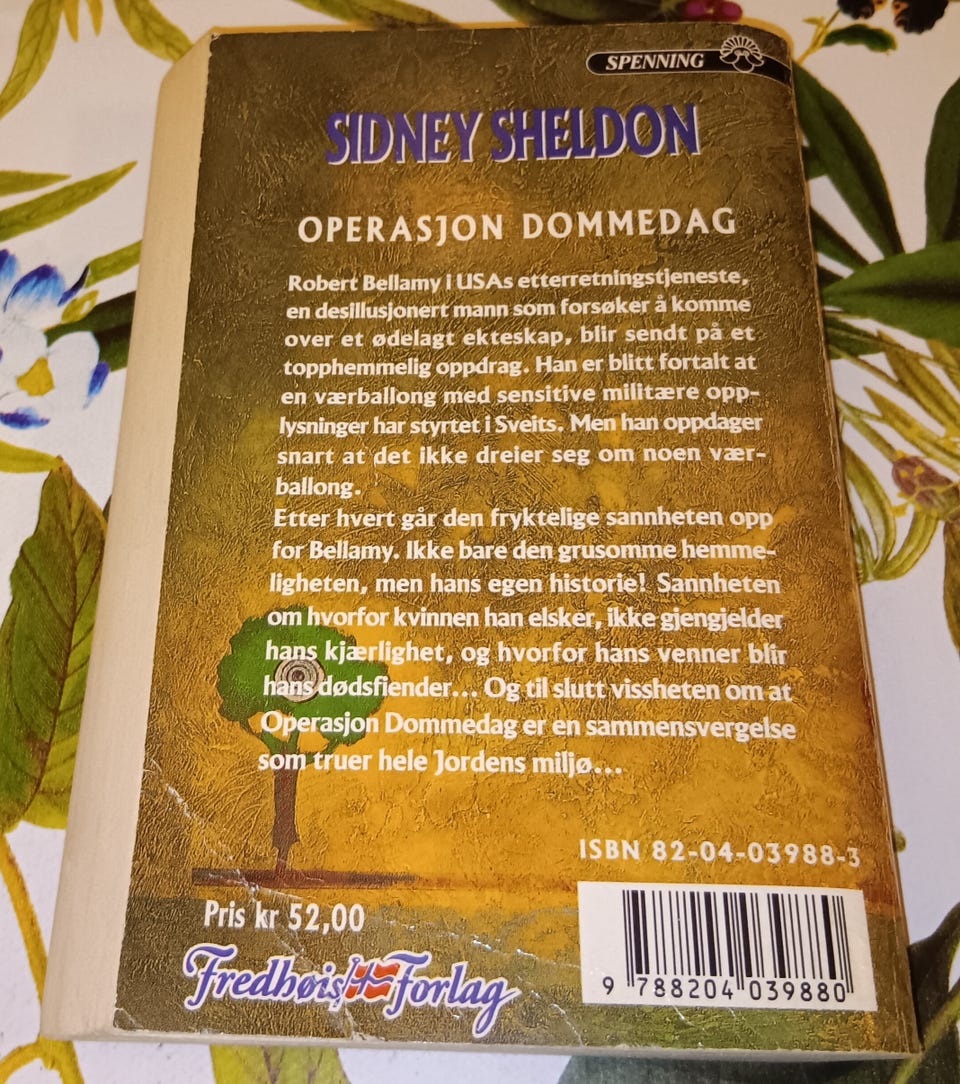 SPENNING
SIDNEY SHELDON
OPERASJON DOMMEDAG
Robert Bellamy i USAs etterretningstjeneste,
en desillusjonert mann som forsøker å komme
over et ødelagt ekteskap, blir sendt på et
topphemmelig oppdrag. Han er blitt fortalt at
en værballong med sensitive militære opp-
lysninger har styrtet i Sveits. Men han oppdager
snart at det ikke dreier seg om noen vær-
ballong.
Etter hvert går den fryktelige sannheten opp
for Bellamy. Ikke bare den grusomme hemme-
ligheten, men hans egen historie! Sannheten
om hvorfor kvinnen han elsker, ikke gjengjelder
hans kjærlighet, og hvorfor hans venner blir
hans dødsfiender... Og til slutt vissheten om at
Operasjon Dommedag er en sammensvergelse
som truer hele Jordens miljø...
ISBN 82-04-03988-3
Pris kr 52,00
Fredhøis Forlag
9 788204 039880